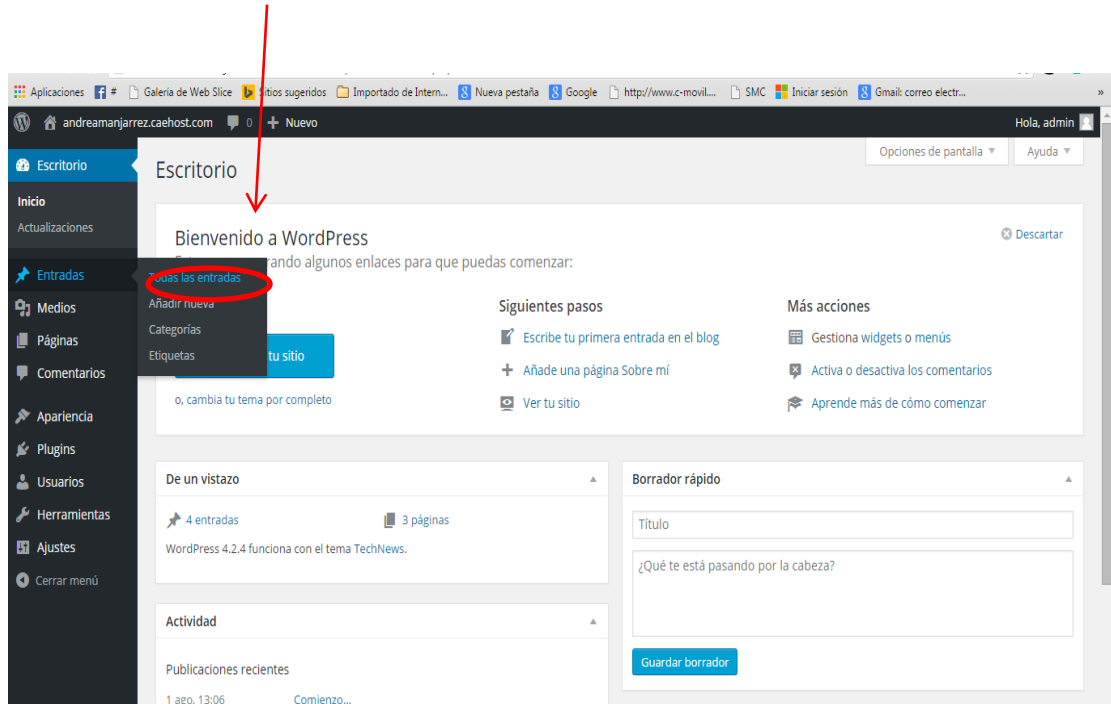 Aplicaciones # Galería de Web Slice Sitios sugeridos Importado de Intern... Nueva pestaña Google http://www.c-movil.... SMC Iniciar sesión Gmail: correo electr... »
andreamanjarrez.caehost.com 0 + Nuevo Hola, admin
Opciones de pantalla Ayuda
Escritorio
Inicio
Actualizaciones
Entradas
Medios
Páginas
Comentarios
Apariencia
Plugins
Usuarios
Herramientas
Ajustes
Cerrar menú
Todas las entradas
Añadir nueva
Categorías
Etiquetas
Escritorio
Bienvenido a WordPress
Descartar
algunos enlaces para que puedas comenzar:
tu sitio
o, cambia tu tema por completo
Siguientes pasos
Escribe tu primera entrada en el blog
Añade una página Sobre mí
Ver tu sitio
Más acciones
Gestiona widgets o menús
Activa o desactiva los comentarios
Aprende más de cómo comenzar
De un vistazo
4 entradas 3 páginas
WordPress 4.2.4 funciona con el tema TechNews.
Actividad
Publicaciones recientes
1 ago, 13:06 Comienzo...
Borrador rápido
Título
¿Qué te está pasando por la cabeza?
Guardar borrador